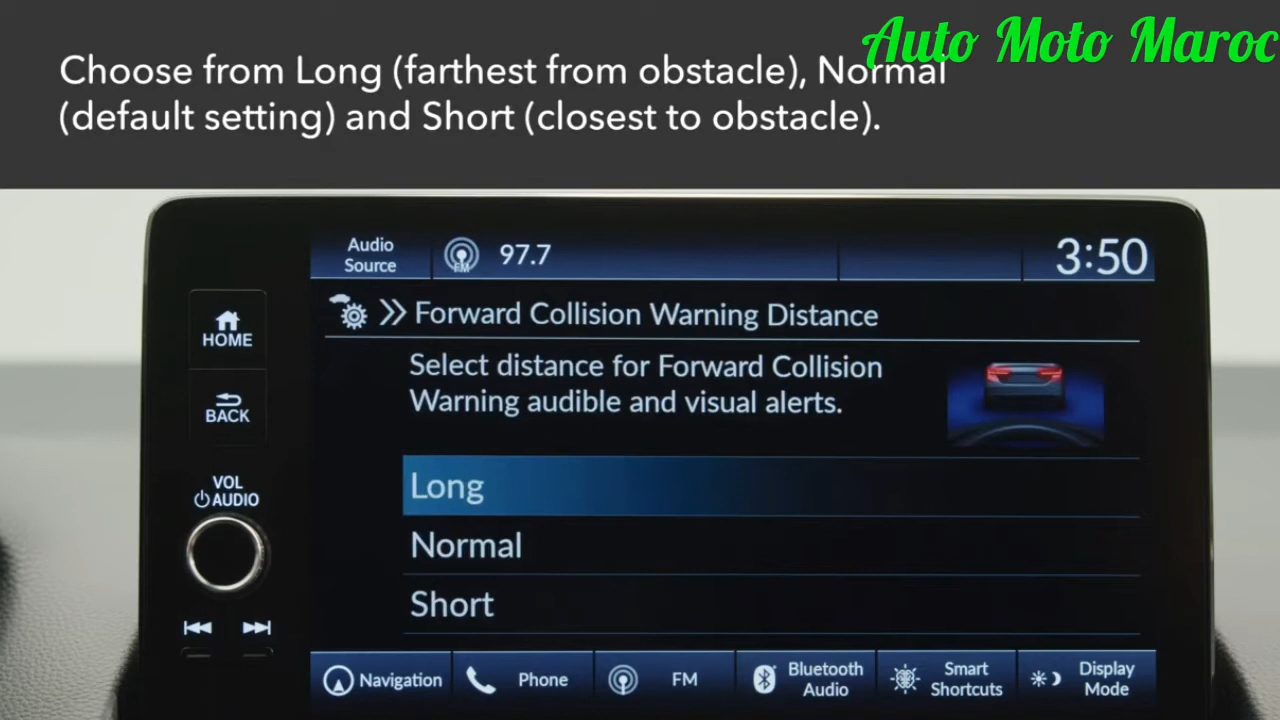 Auto Moto Maroc
Choose from Long (farthest from obstacle), Normal
(default setting) and Short (closest to obstacle).
Audio
Source
FM
97.7
3:50
Forward Collision Warning Distance
HOME
Select distance for Forward Collision
Warning audible and visual alerts.
BACK
VOL
AUDIO
Long
Normal
Short
Navigation
Phone
FM
Bluetooth
Audio
Smart
Shortcuts
Display
Mode